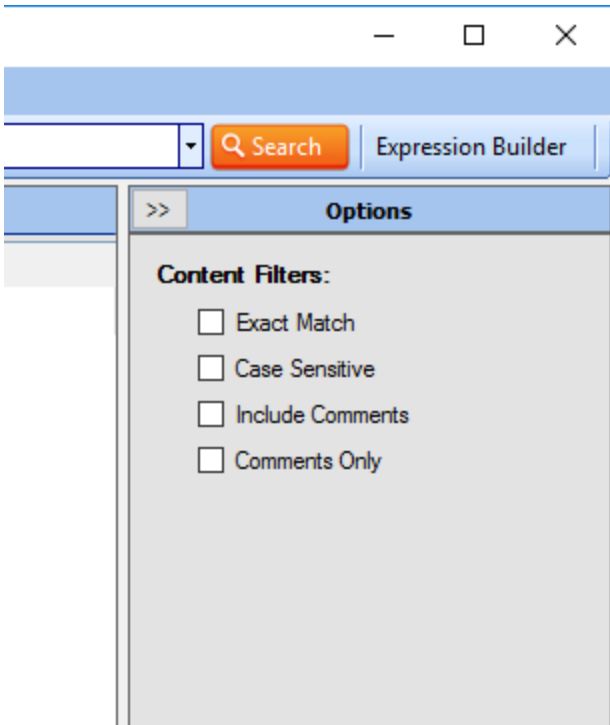 Search Expression Builder
>> Options
Content Filters:
Exact Match
Case Sensitive
Include Comments
Comments Only